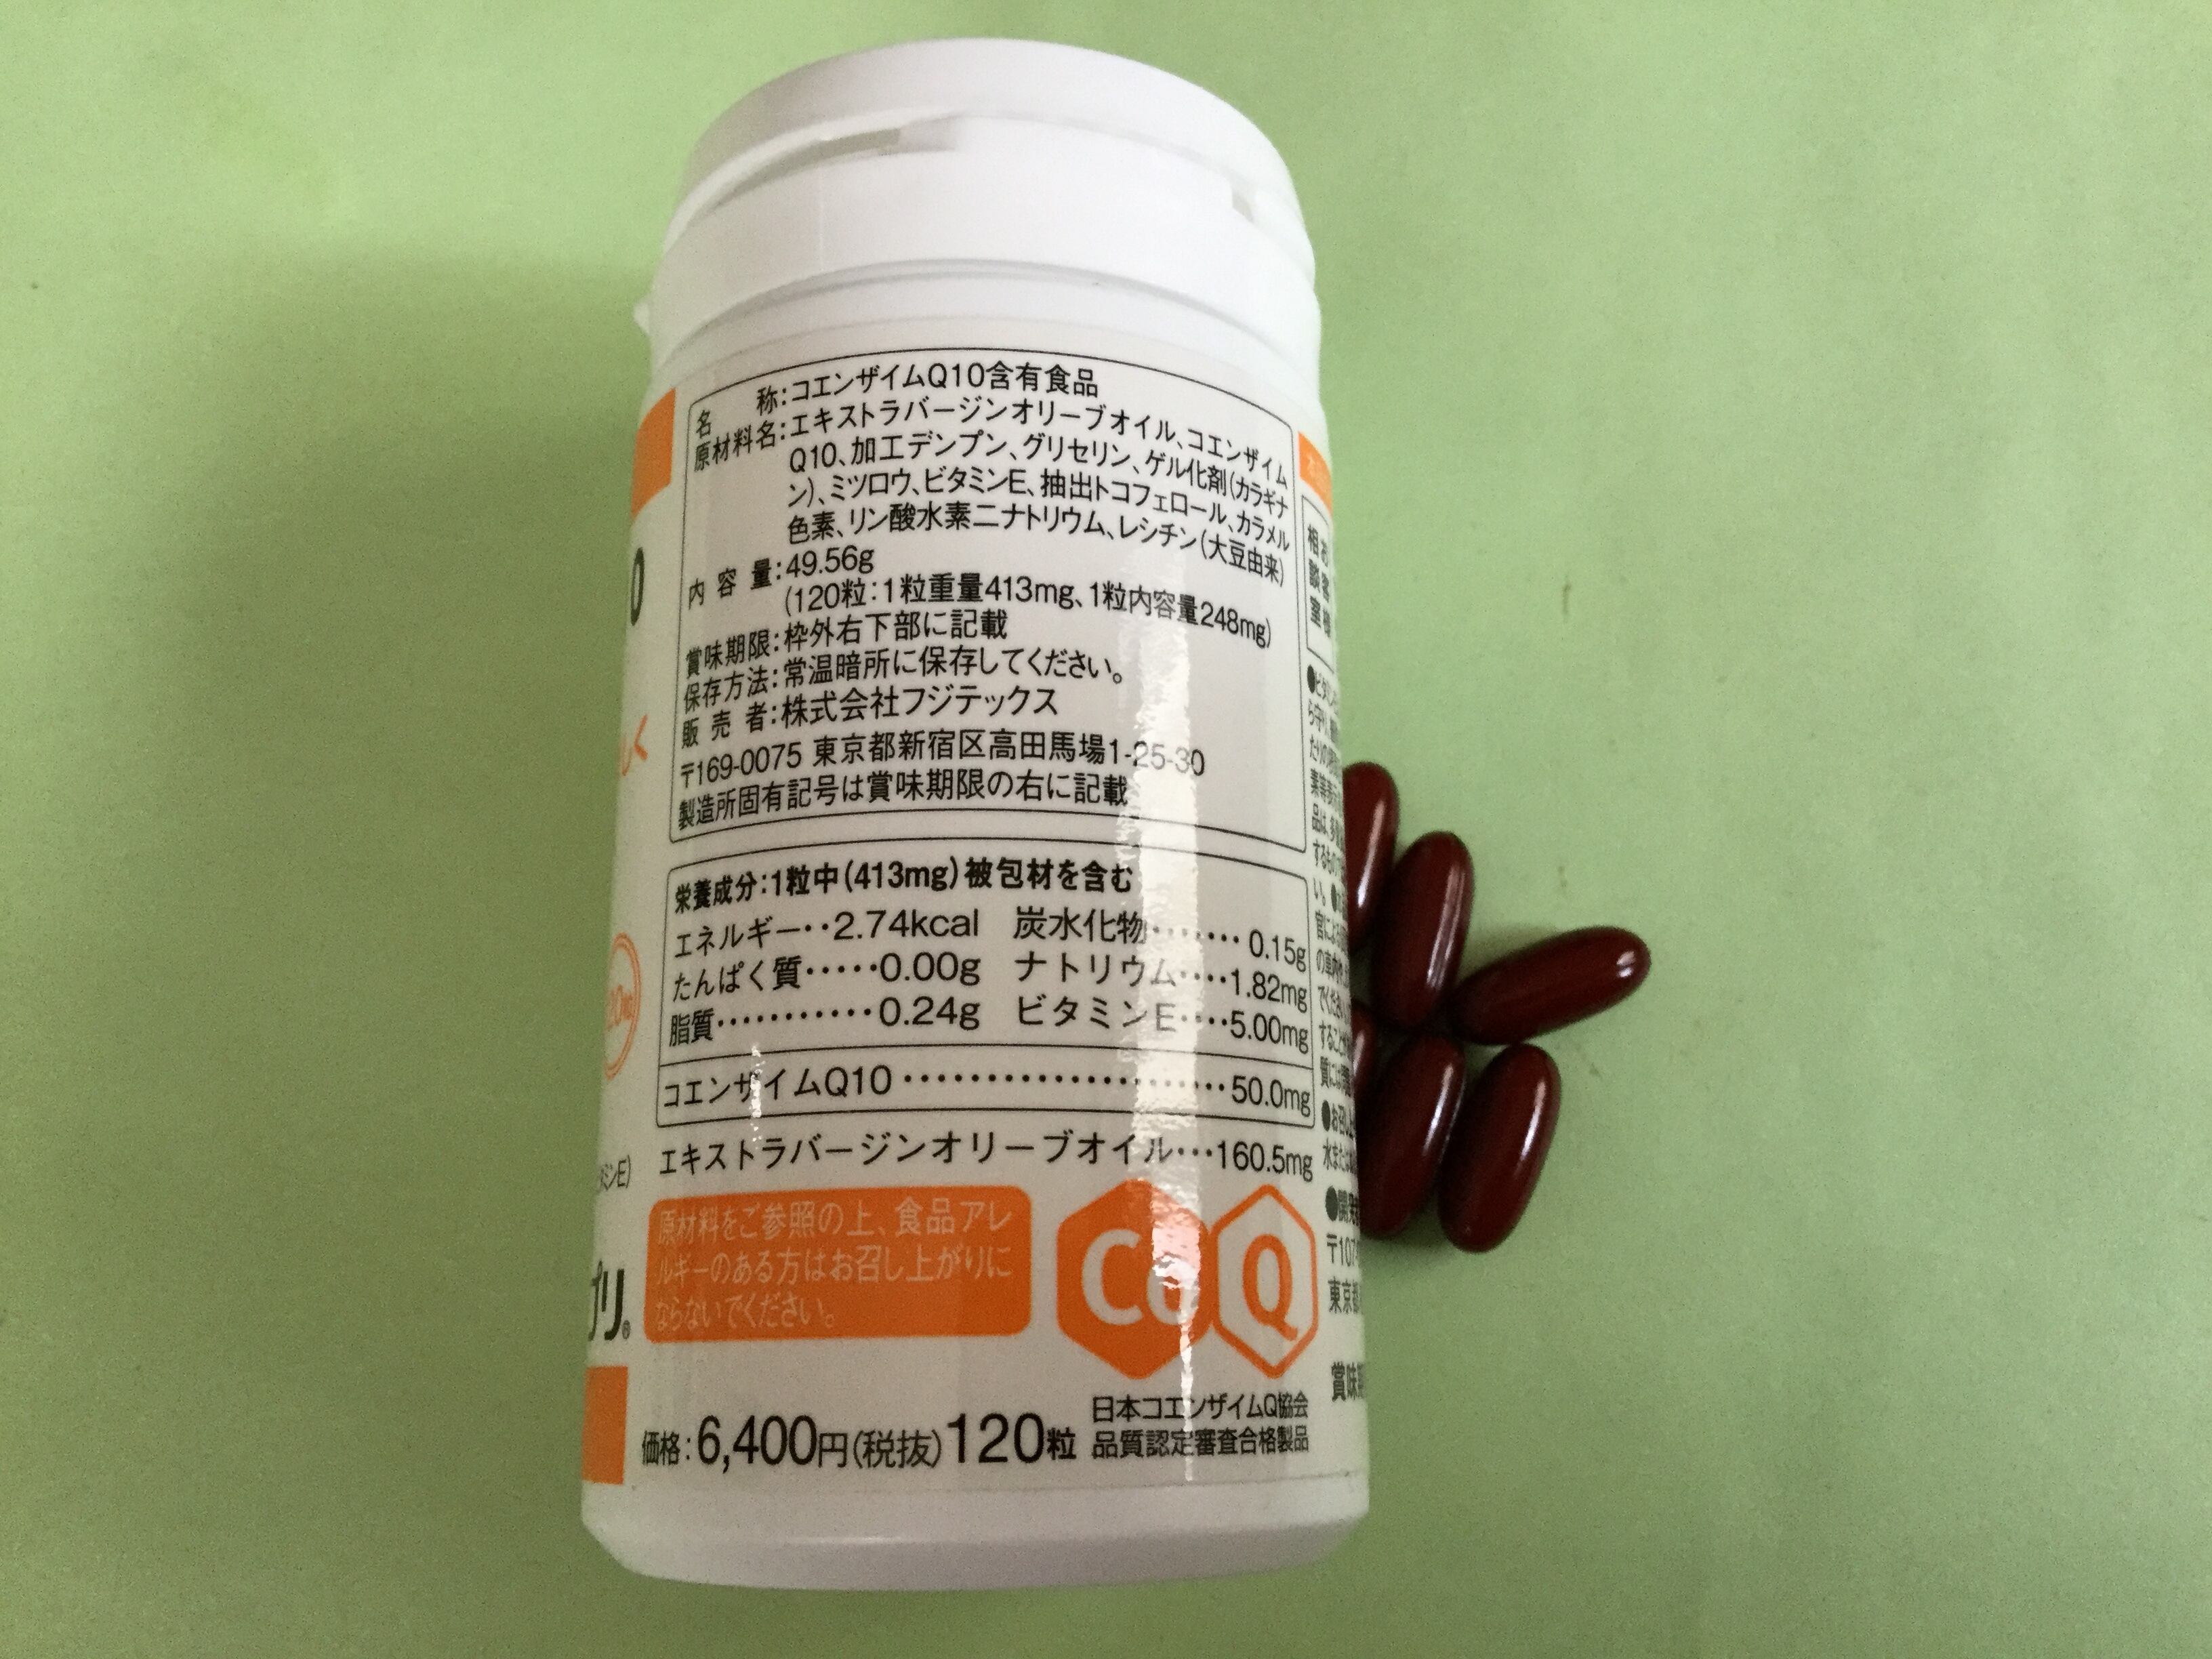 名　　称:コエンザイムQ10含有食品
原材料名:エキストラバージンオリーブオイル、コエンザイム
Q10、加工デンプン、グリセリン、ゲル化剤(カラギナ
ン)、ミツロウ、ビタミンE、抽出トコフェロール、カラメル
色素、リン酸水素二ナトリウム、レシチン(大豆由来)
内 容 量:49.56g
(120粒:1粒重量413mg、1粒内容量248mg)
賞味期限:枠外右下部に記載
保存方法:常温暗所に保存してください。
販 売 者:株式会社フジテックス
〒169-0075 東京都新宿区高田馬場1-25-30
製造所固有記号は賞味期限の右に記載
栄養成分:1粒中(413mg)被包材を含む
エネルギー‥2.74kcal　炭水化物‥‥‥0.15g
たんぱく質‥‥0.00g　ナトリウム‥‥1.82mg
脂質‥‥‥‥0.24g　ビタミンE‥‥5.00mg
コエンザイムQ10‥‥‥‥‥‥‥‥50.0mg
エキストラバージンオリーブオイル…160.5mg
原材料をご参照の上、食品アレ
ルギーのある方はお召し上がりに
ならないでください。
Co Q
日本コエンザイムQ協会
品質認定審査合格製品
価格:6,400円(税抜)120粒
お客様
相談室
プリ®